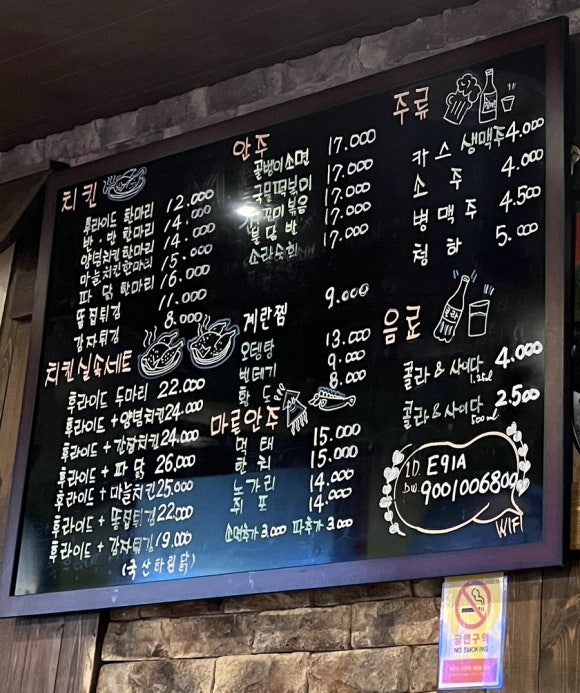 치킨
후라이드 한마리 12.000
반.반 한마리 14.000
양념치킨한마리 14.000
마늘치킨한마리 15.000
파 닭 한마리 16.000
똥집튀김 11.000
감자튀김 8.000
치킨 실속세트
후라이드 두마리 22.000
후라이드 + 양념치킨 24.000
후라이드 + 간장치킨 24.000
후라이드 + 파 닭 26.000
후라이드 + 마늘치킨 25.000
후라이드 + 똥집튀김 22.000
후라이드 + 감자튀김 19.000
(국산하림닭)
안주
골뱅이소면 17.000
국물떡볶이 17.000
쭈꾸미볶음 17.000
불닭발 17.000
소라숙회 17.000
계란찜 9.000
오뎅탕 13.000
번데기 9.000
황도 8.000
마른안주
먹태 15.000
한치 15.000
노가리 14.000
쥐포 14.000
소면추가 3.000 파추가 3.000
주류
카스 생맥주 4.000
소주 4.000
병맥주 4.500
청하 5.000
음료
콜라 & 사이다 4.000
1.25l
콜라 & 사이다 2.500
500ml
ID. E91A
PW. 9001006809
WIFI
금연구역
NO SMOKING